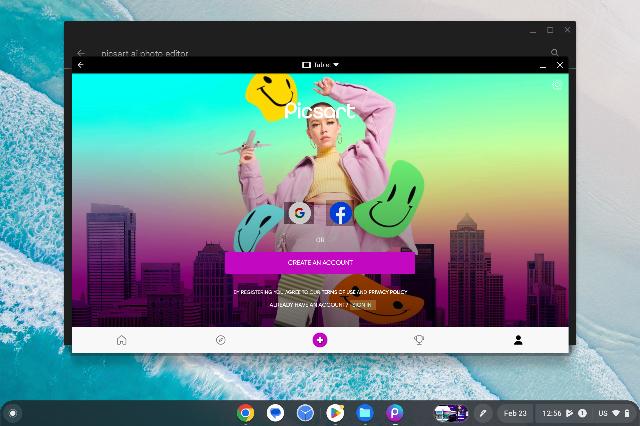 picsart ai photo editor
Tablet
Picsart
OR
CREATE AN ACCOUNT
BY REGISTERING YOU AGREE TO OUR TERMS OF USE AND PRIVACY POLICY
ALREADY HAVE AN ACCOUNT? SIGN IN
Feb 23
12:56
US